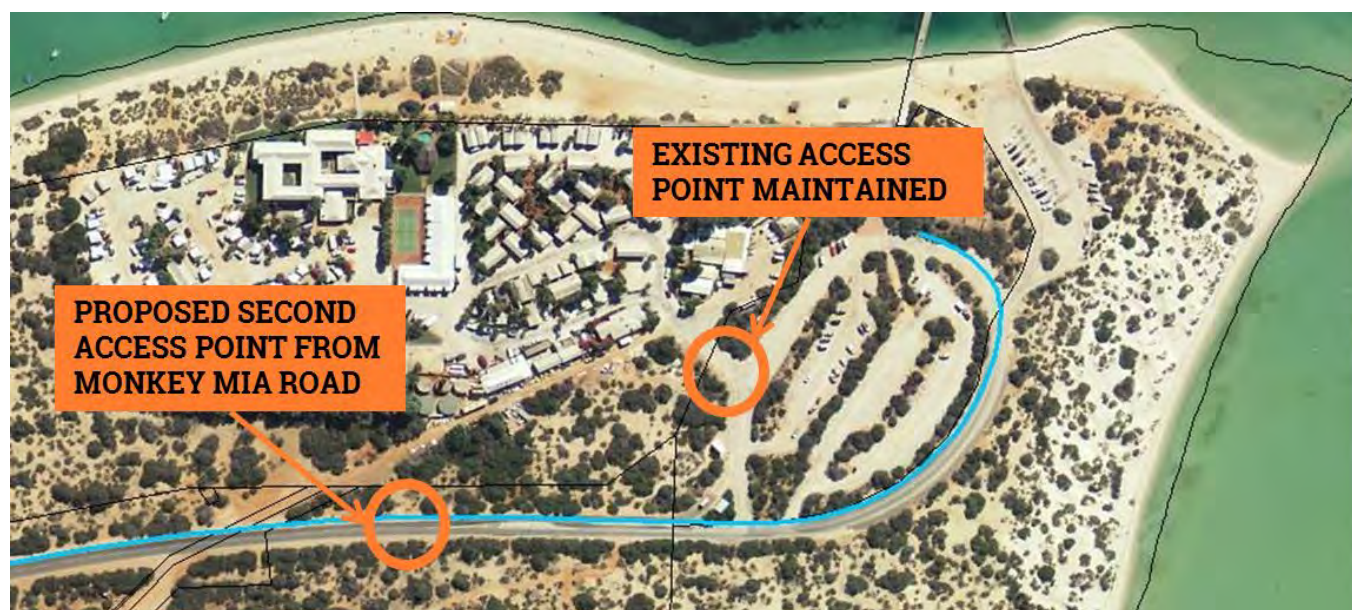 EXISTING ACCESS
POINT MAINTAINED
PROPOSED SECOND
ACCESS POINT FROM
MONKEY MIA ROAD